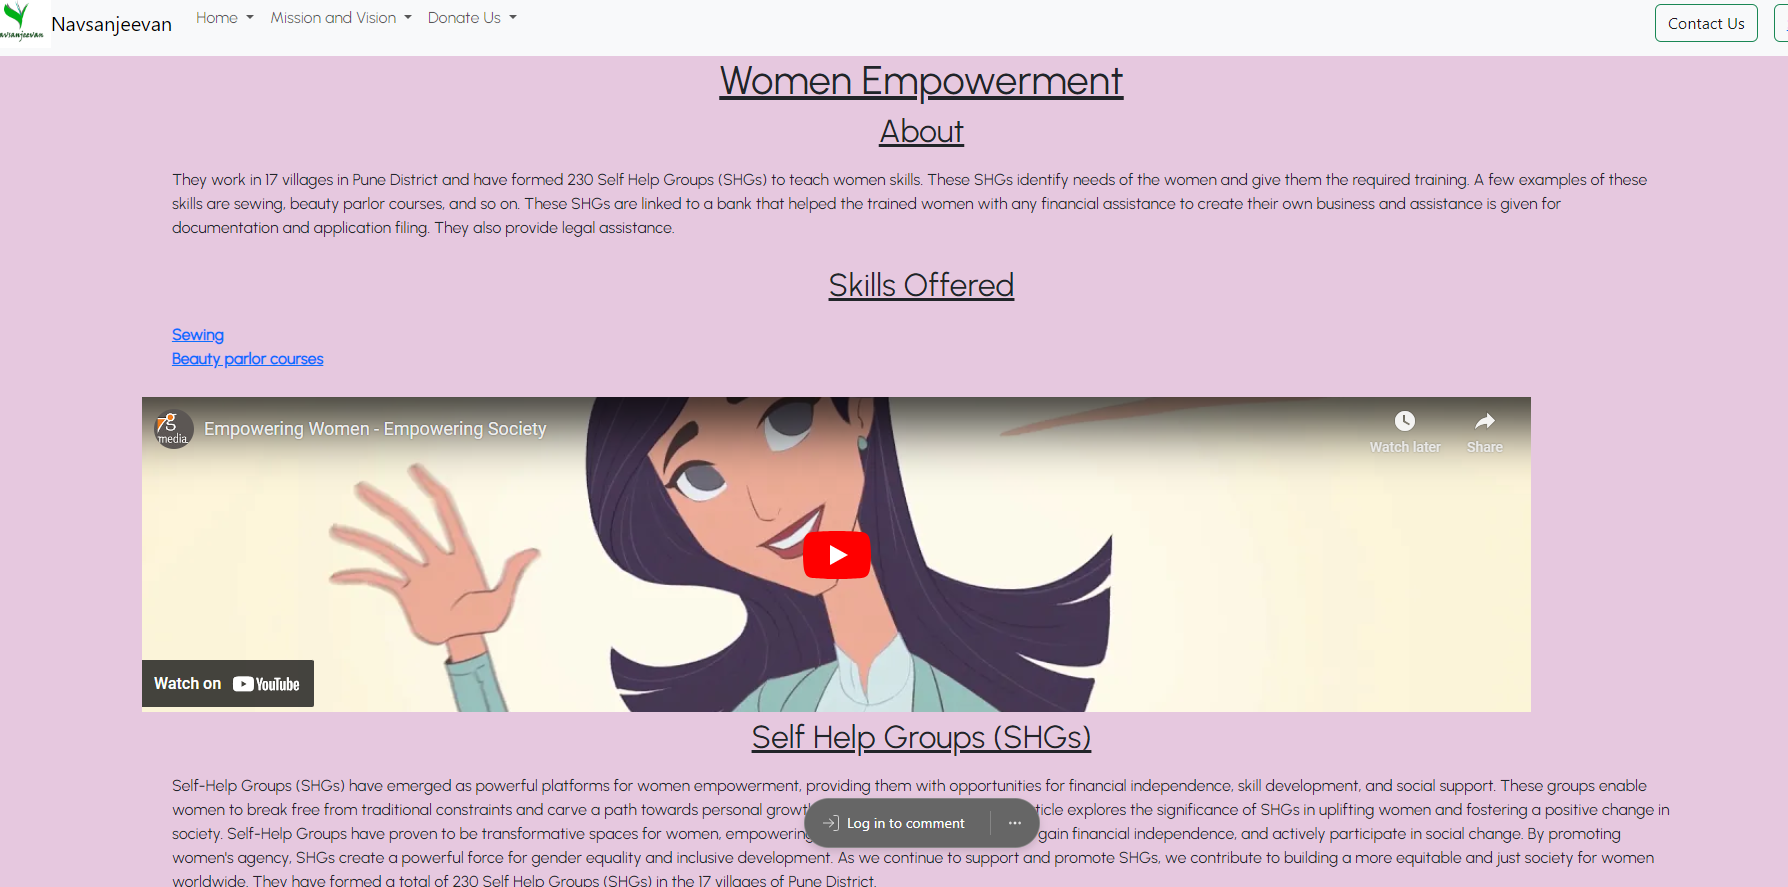 Navsanjeevan
Home
Mission and Vision
Donate Us
Contact Us
Women Empowerment
About
They work in 17 villages in Pune District and have formed 230 Self Help Groups (SHGs) to teach women skills. These SHGs identify needs of the women and give them the required training. A few examples of these
skills are sewing, beauty parlor courses, and so on. These SHGs are linked to a bank that helped the trained women with any financial assistance to create their own business and assistance is given for
documentation and application filing. They also provide legal assistance.
Skills Offered
Sewing
Beauty parlor courses
7g media
Empowering Women - Empowering Society
Watch later
Share
Watch on YouTube
Self Help Groups (SHGs)
Self-Help Groups (SHGs) have emerged as powerful platforms for women empowerment, providing them with opportunities for financial independence, skill development, and social support. These groups enable
women to break free from traditional constraints and carve a path towards personal growt ticle explores the significance of SHGs in uplifting women and fostering a positive change in
society. Self-Help Groups have proven to be transformative spaces for women, empowering gain financial independence, and actively participate in social change. By promoting
women's agency, SHGs create a powerful force for gender equality and inclusive development. As we continue to support and promote SHGs, we contribute to building a more equitable and just society for women
worldwide. They have formed a total of 230 Self Help Groups (SHGs) in the 17 villages of Pune District.
Log in to comment